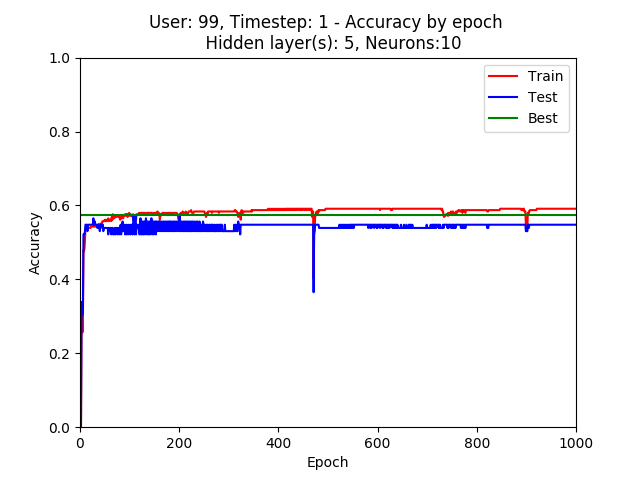 User: 99, Timestep: 1 - Accuracy by epoch
Hidden layer(s): 5, Neurons:10
Train
Test
Best
1.0
0.8
0.6
0.4
0.2
0.0
Accuracy
0 200 400 600 800 1000
Epoch